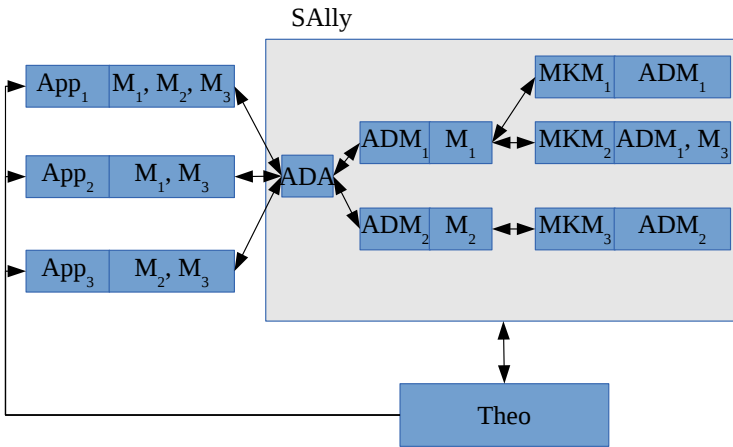 SAlly
App₁ M₁, M₂, M₃
MKM₁ ADM₁
ADM₁ M₁
MKM₂ ADM₁, M₃
App₂ M₁, M₃
ADA
ADM₂ M₂
MKM₃ ADM₂
App₃ M₂, M₃
Theo